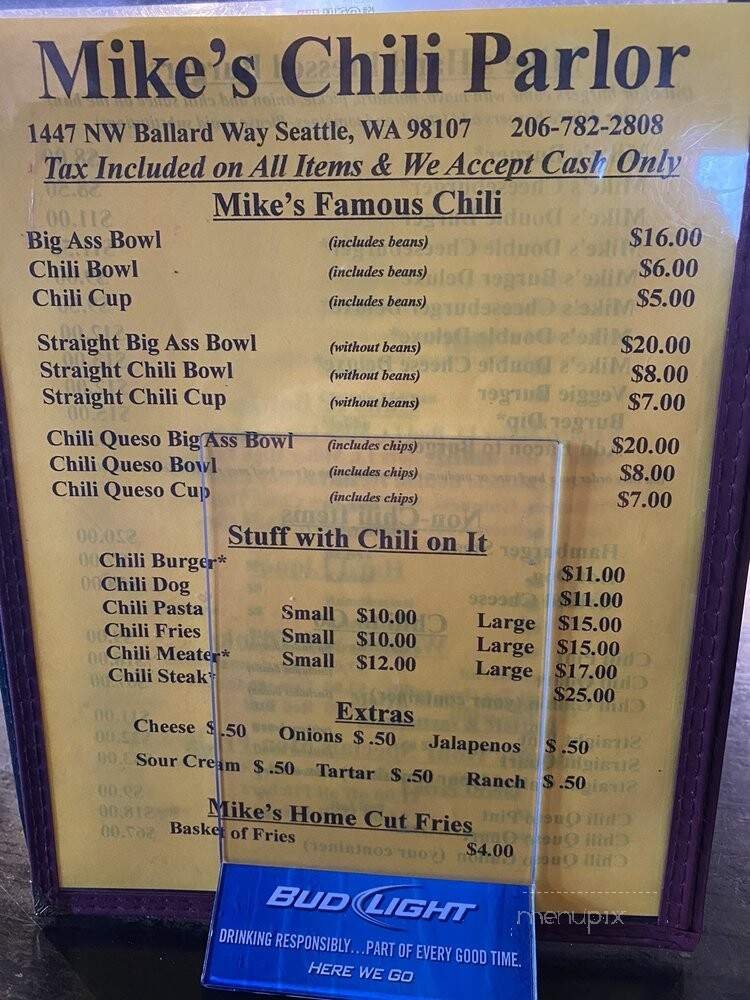 Mike's Chili Parlor
1447 NW Ballard Way Seattle, WA 98107 206-782-2808
Tax Included on All Items & We Accept Cash Only
Mike's Famous Chili
Big Ass Bowl (includes beans) $16.00
Chili Bowl (includes beans) $6.00
Chili Cup (includes beans) $5.00
Straight Big Ass Bowl (without beans) $20.00
Straight Chili Bowl (without beans) $8.00
Straight Chili Cup (without beans) $7.00
Chili Queso Big Ass Bowl (includes chips) $20.00
Chili Queso Bowl (includes chips) $8.00
Chili Queso Cup (includes chips) $7.00
Stuff with Chili on It
Chili Burger* $11.00
Chili Dog $11.00
Chili Pasta Small $10.00 Large $15.00
Chili Fries Small $10.00 Large $15.00
Chili Meater* Small $12.00 Large $17.00
Chili Steak* $25.00
Extras
Cheese $.50 Onions $.50 Jalapenos $.50
Sour Cream $.50 Tartar $.50 Ranch $.50
Mike's Home Cut Fries
Basket of Fries $4.00
BUD LIGHT
DRINKING RESPONSIBLY...PART OF EVERY GOOD TIME.
HERE WE GO
menupix